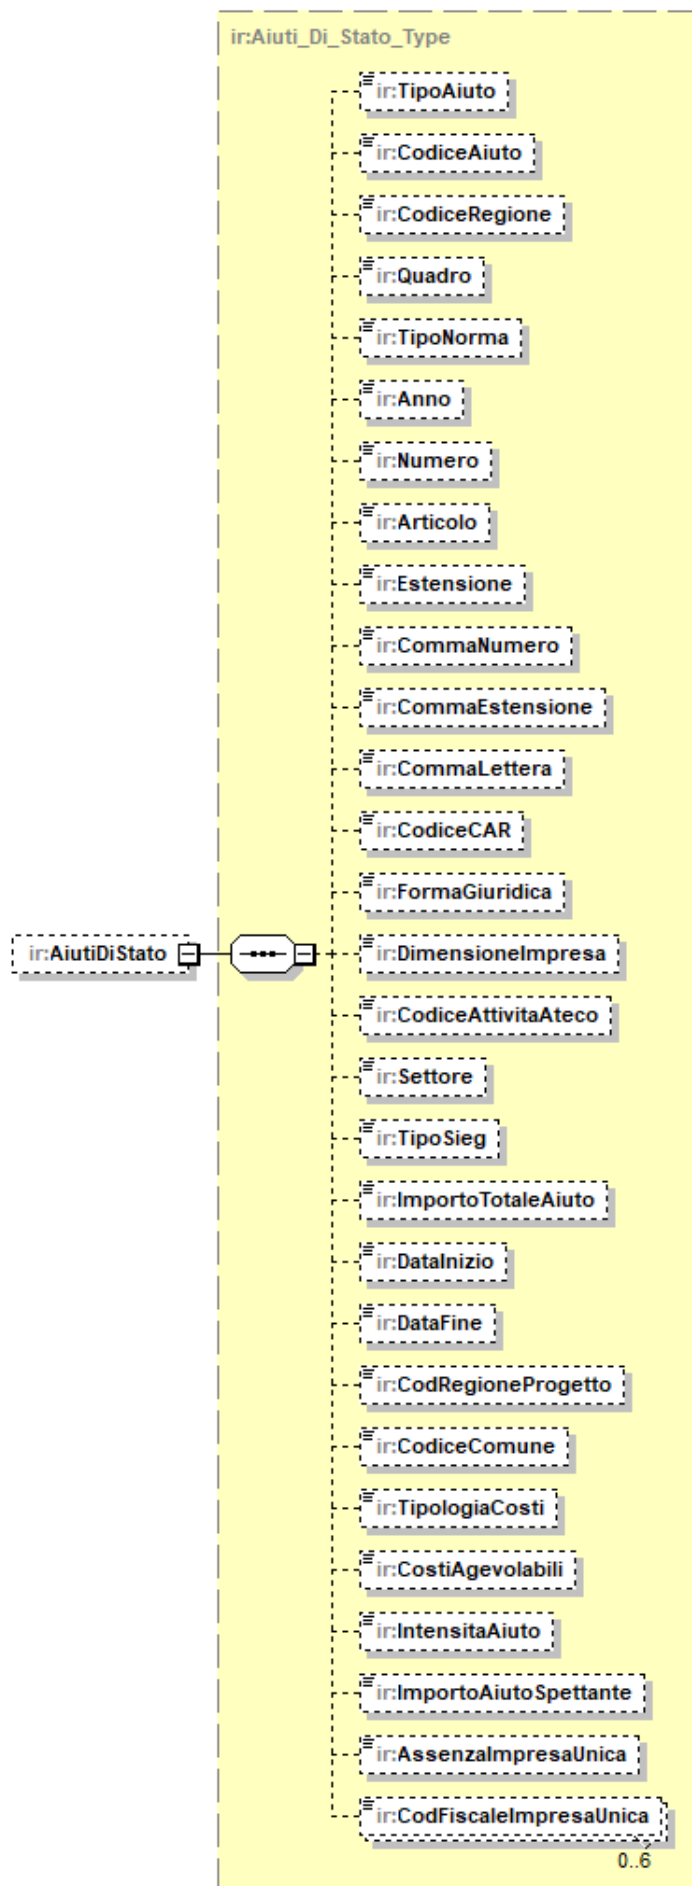 ir:Aiuti_Di_Stato_Type
ir:TipoAiuto
ir:CodiceAiuto
ir:CodiceRegione
ir:Quadro
ir:TipoNorma
ir:Anno
ir:Numero
ir:Articolo
ir:Estensione
ir:CommaNumero
ir:CommaEstensione
ir:CommaLettera
ir:CodiceCAR
ir:FormaGiuridica
ir:AiutiDiStato
ir:DimensioneImpresa
ir:CodiceAttivitaAteco
ir:Settore
ir:TipoSieg
ir:ImportoTotaleAiuto
ir:DataInizio
ir:DataFine
ir:CodRegioneProgetto
ir:CodiceComune
ir:TipologiaCosti
ir:CostiAgevolabili
ir:IntensitaAiuto
ir:ImportoAiutoSpettante
ir:AssenzaImpresaUnica
ir:CodFiscaleImpresaUnica
0..6